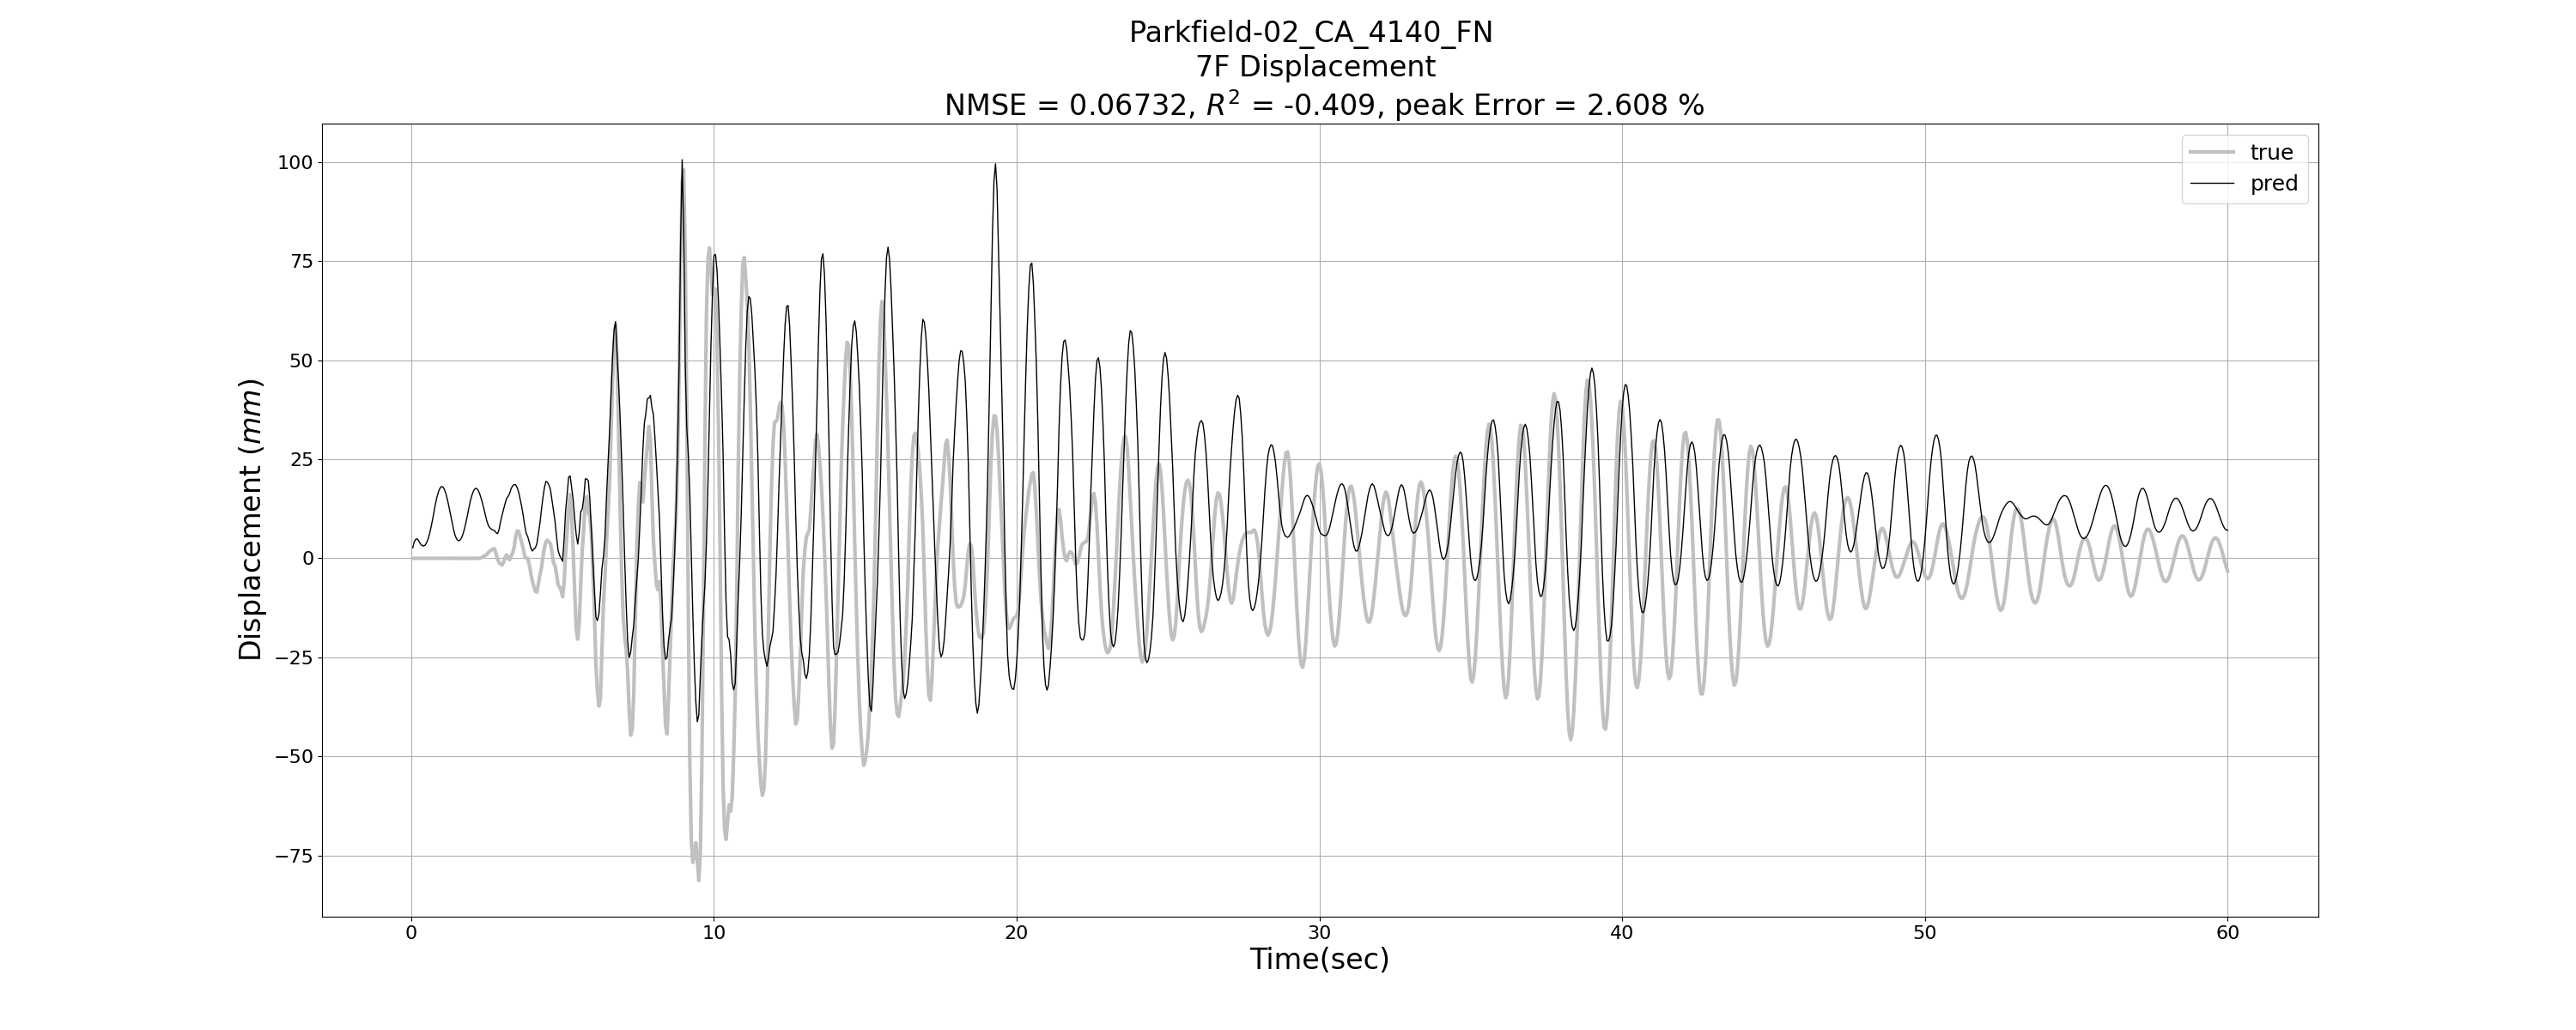 Parkfield-02_CA_4140_FN
7F Displacement
NMSE = 0.06732, R² = -0.409, peak Error = 2.608 %
true
pred
100
75
50
25
0
−25
−50
−75
Displacement (mm)
0 10 20 30 40 50 60
Time(sec)